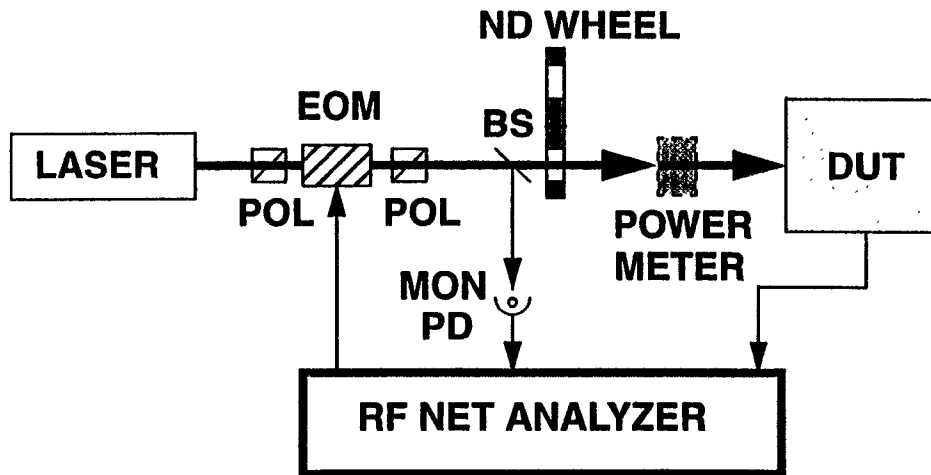 ND WHEEL
EOM
BS
LASER
DUT
POL
POL
POWER
METER
MON
PD
RF NET ANALYZER